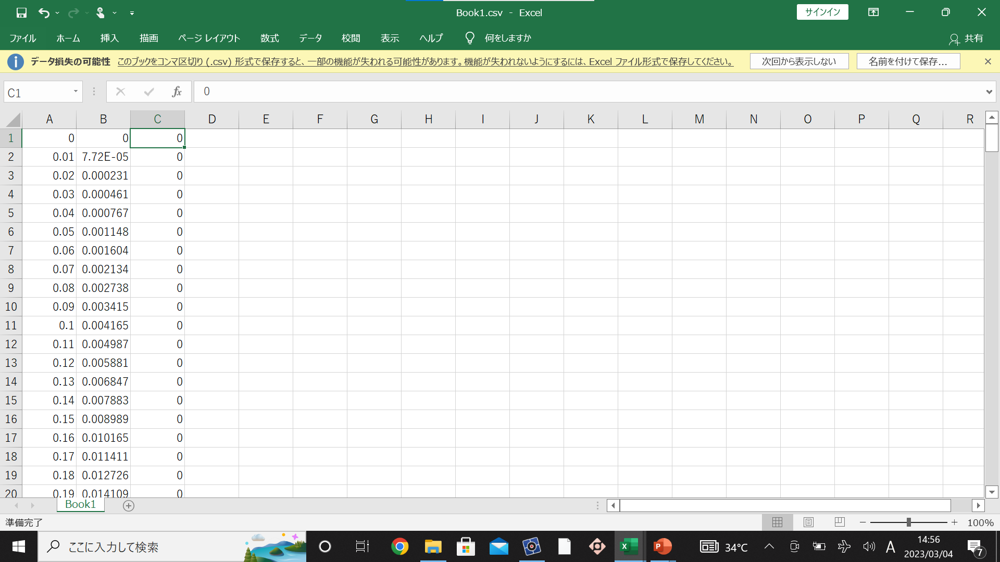 Book1.csv - Excel
サインイン
ファイル ホーム 挿入 描画 ページ レイアウト 数式 データ 校閲 表示 ヘルプ 何をしますか 共有
データ損失の可能性 このブックをコンマ区切り (.csv) 形式で保存すると、一部の機能が失われる可能性があります。機能が失われないようにするには、Excel ファイル形式で保存してください。 次回から表示しない 名前を付けて保存...
C1 fx 0
A B C D E F G H I J K L M N O P Q R
1 0 0 0
2 0.01 7.72E-05 0
3 0.02 0.000231 0
4 0.03 0.000461 0
5 0.04 0.000767 0
6 0.05 0.001148 0
7 0.06 0.001604 0
8 0.07 0.002134 0
9 0.08 0.002738 0
10 0.09 0.003415 0
11 0.1 0.004165 0
12 0.11 0.004987 0
13 0.12 0.005881 0
14 0.13 0.006847 0
15 0.14 0.007883 0
16 0.15 0.008989 0
17 0.16 0.010165 0
18 0.17 0.011411 0
19 0.18 0.012726 0
20 0.19 0.014109 0
Book1
準備完了 100%
ここに入力して検索
X P
34°C
A
14:56
2023/03/04
7